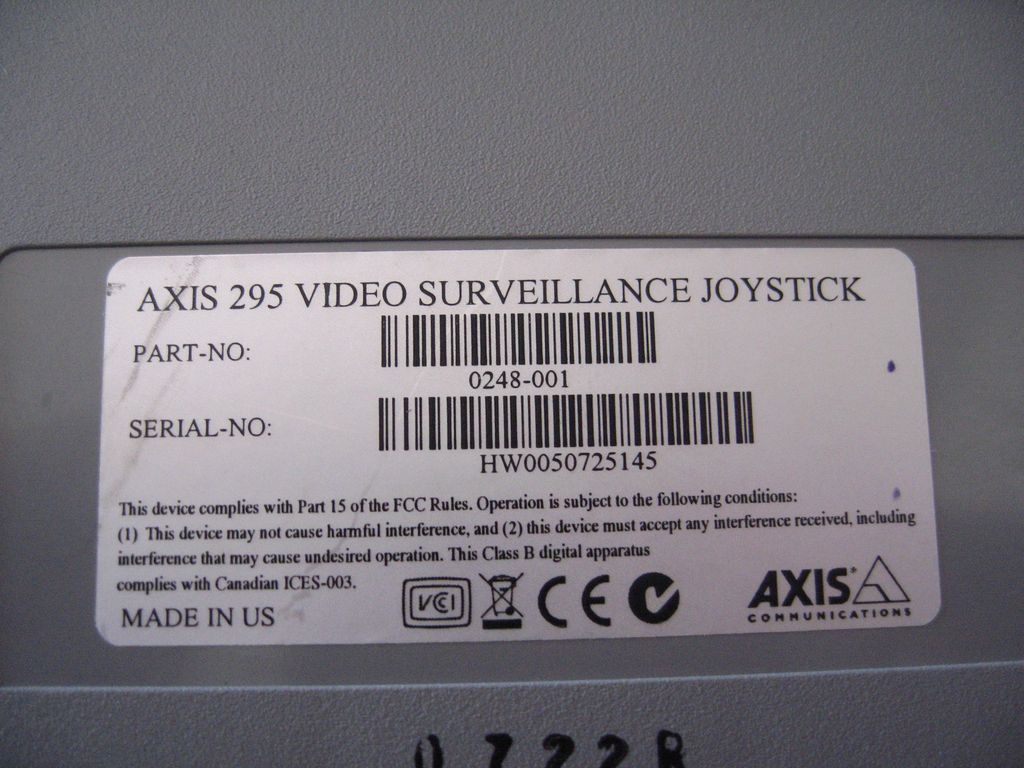 AXIS 295 VIDEO SURVEILLANCE JOYSTICK
PART-NO:
0248-001
SERIAL-NO:
HW0050725145
This device complies with Part 15 of the FCC Rules. Operation is subject to the following conditions:
(1) This device may not cause harmful interference, and (2) this device must accept any interference received, including
interference that may cause undesired operation. This Class B digital apparatus
complies with Canadian ICES-003.
MADE IN US
VCI
CE
AXIS
COMMUNICATIONS